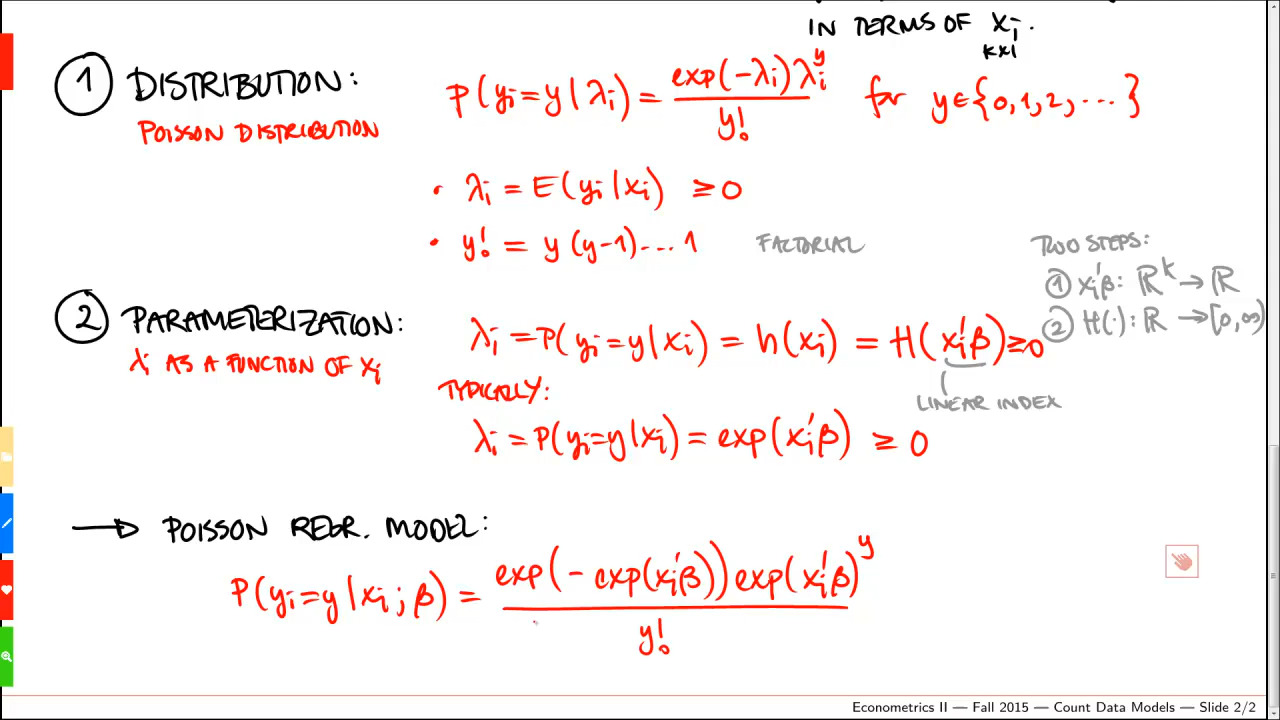 IN TERMS OF xᵢ.
k×1
① DISTRIBUTION:
POISSON DISTRIBUTION
P(yᵢ=y|λᵢ) = exp(-λᵢ)λᵢ^y / y! for y∈{0,1,2,...}
• λᵢ = E(yᵢ|xᵢ) ≥ 0
• y! = y(y-1)...1 FACTORIAL
TWO STEPS:
① xᵢ'β: ℝ^k → ℝ
② H(·): ℝ → [0,∞)
② PARAMETERIZATION:
λᵢ AS A FUNCTION OF xᵢ
λᵢ = P(yᵢ=y|xᵢ) = h(xᵢ) = H(xᵢ'β) ≥ 0
LINEAR INDEX
TYPICALLY:
λᵢ = P(yᵢ=y|xᵢ) = exp(xᵢ'β) ≥ 0
→ POISSON REGR. MODEL:
P(yᵢ=y|xᵢ;β) = exp(-exp(xᵢ'β)) exp(xᵢ'β)^y / y!
Econometrics II — Fall 2015 — Count Data Models — Slide 2/2